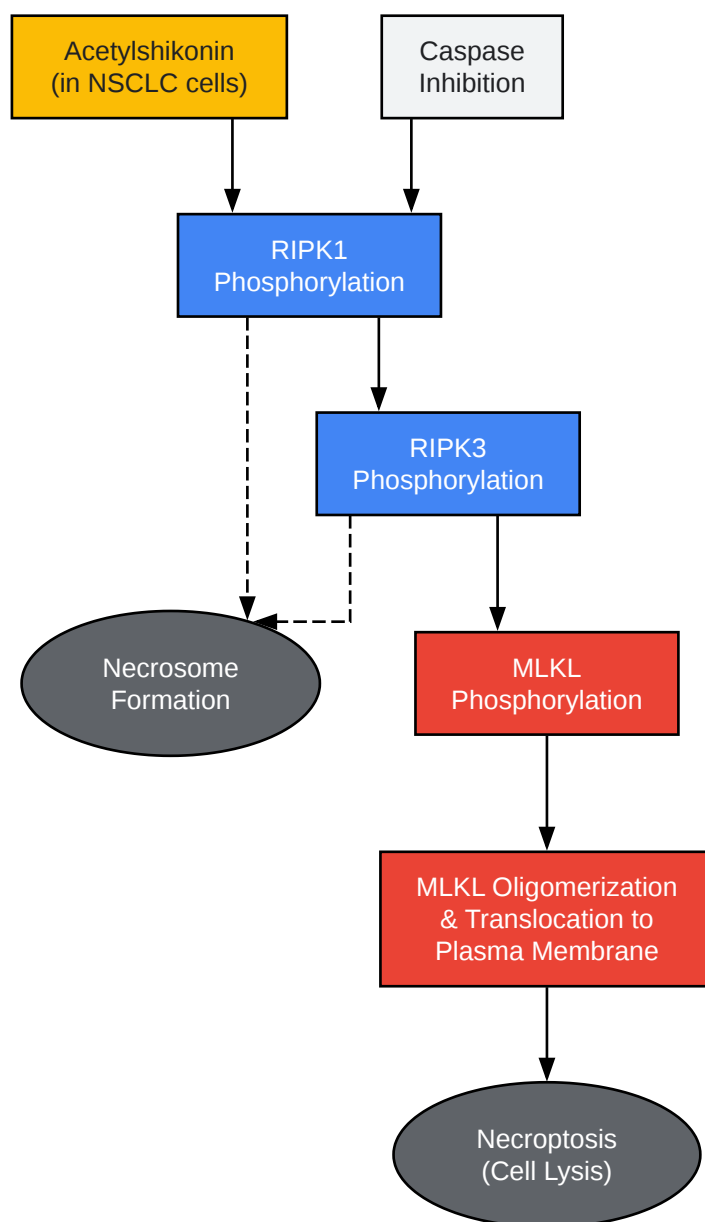 Acetylshikonin
(in NSCLC cells)
Caspase
Inhibition
RIPK1
Phosphorylation
RIPK3
Phosphorylation
Necrosome
Formation
MLKL
Phosphorylation
MLKL Oligomerization
& Translocation to
Plasma Membrane
Necroptosis
(Cell Lysis)